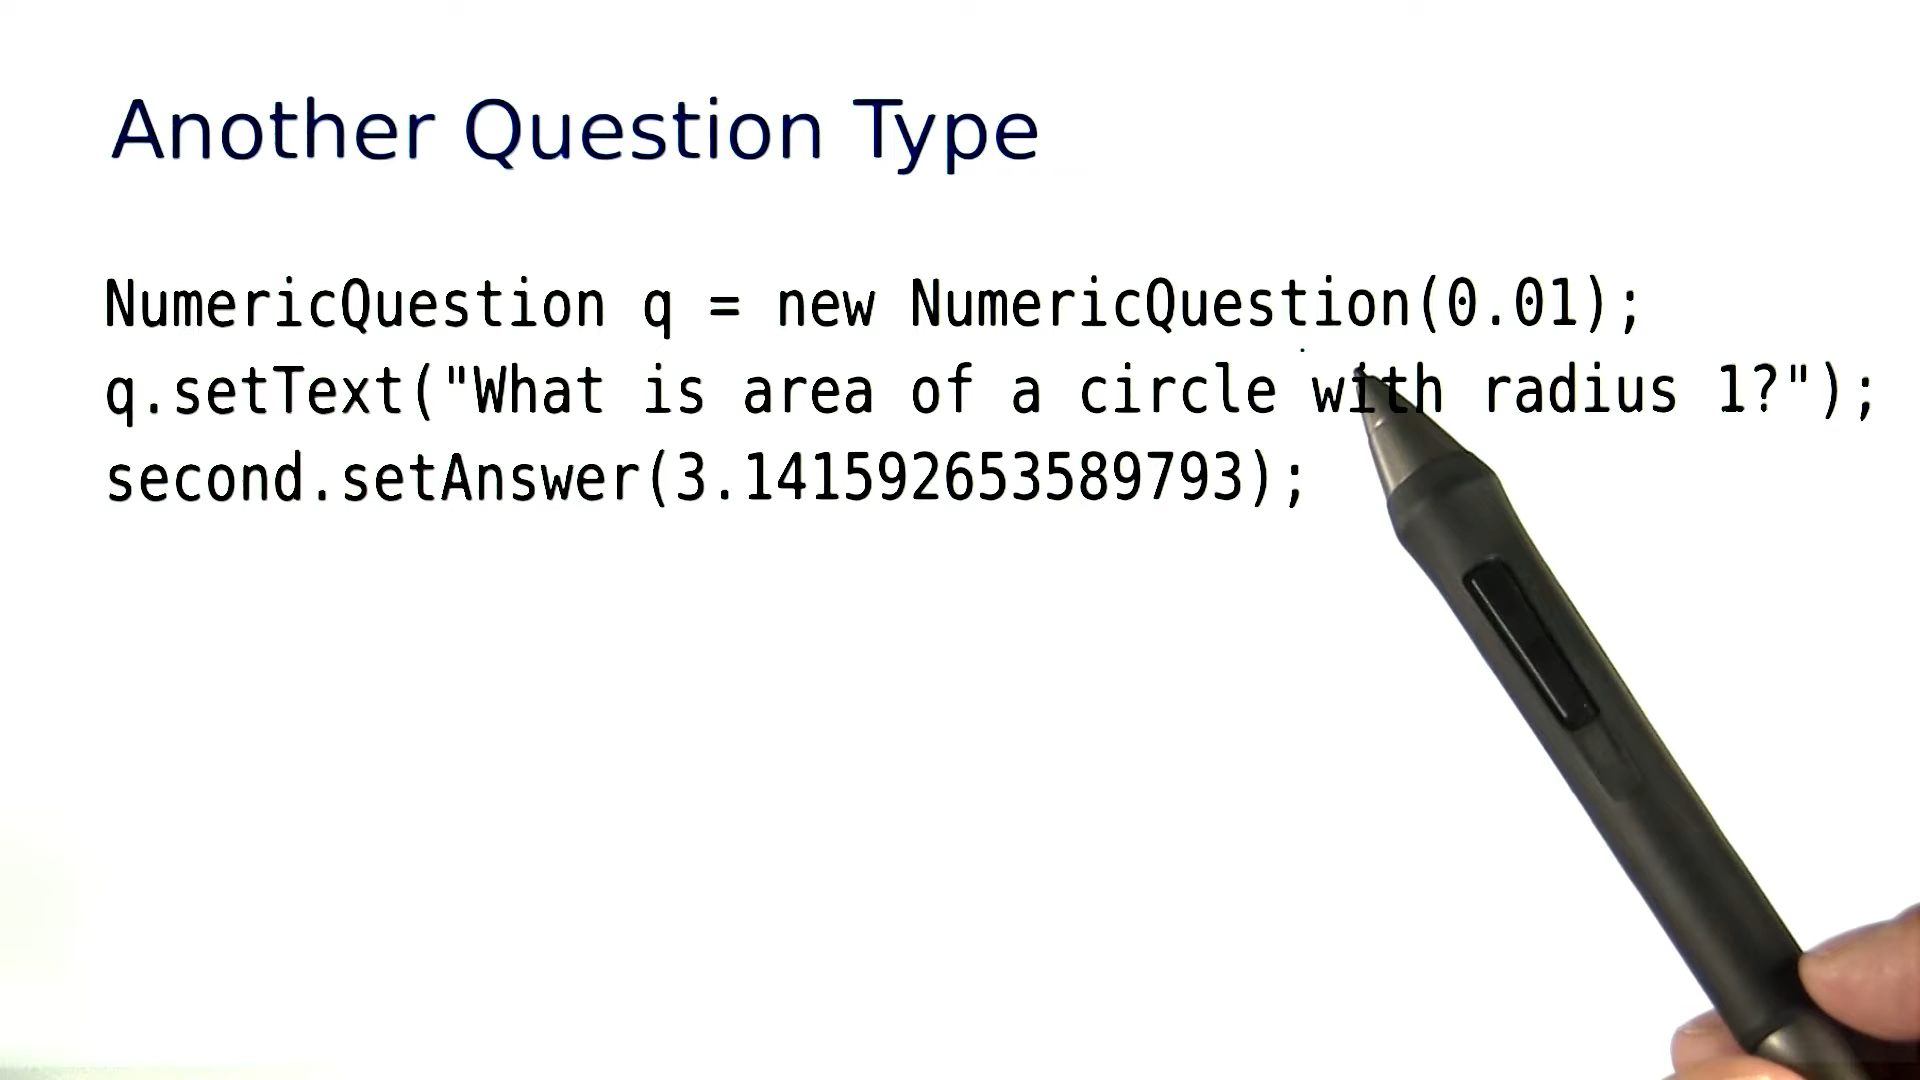 Another Question Type
NumericQuestion q = new NumericQuestion(0.01);
q.setText("What is area of a circle with radius 1?");
second.setAnswer(3.141592653589793);